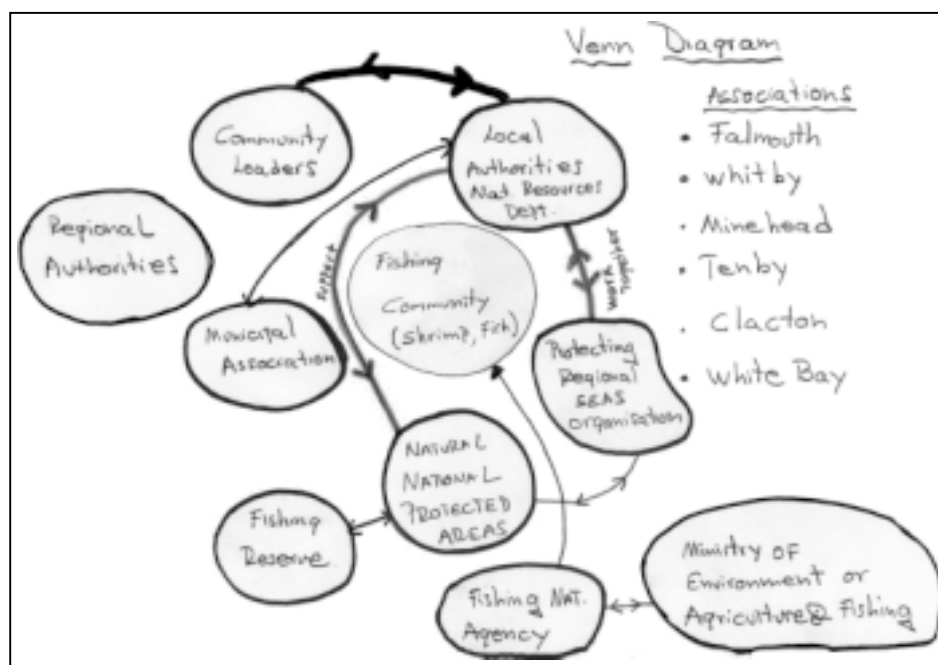 Venn Diagram
Associations
• Falmouth
• Whitby
• Minehead
• Tenby
• Clacton
• White Bay
Community
Leaders
Local
Authorities
Nat. Resources
Dept.
Regional
Authorities
support
Fishing
Community
(Shrimp, Fish)
work
together
Municipal
Association
Protecting
Regional
SEAS
Organisation
NATURAL
NATIONAL
PROTECTED
AREAS
Fishing
Reserve
Fishing NAT.
Agency
Ministry OF
Environment or
Agriculture & Fishing